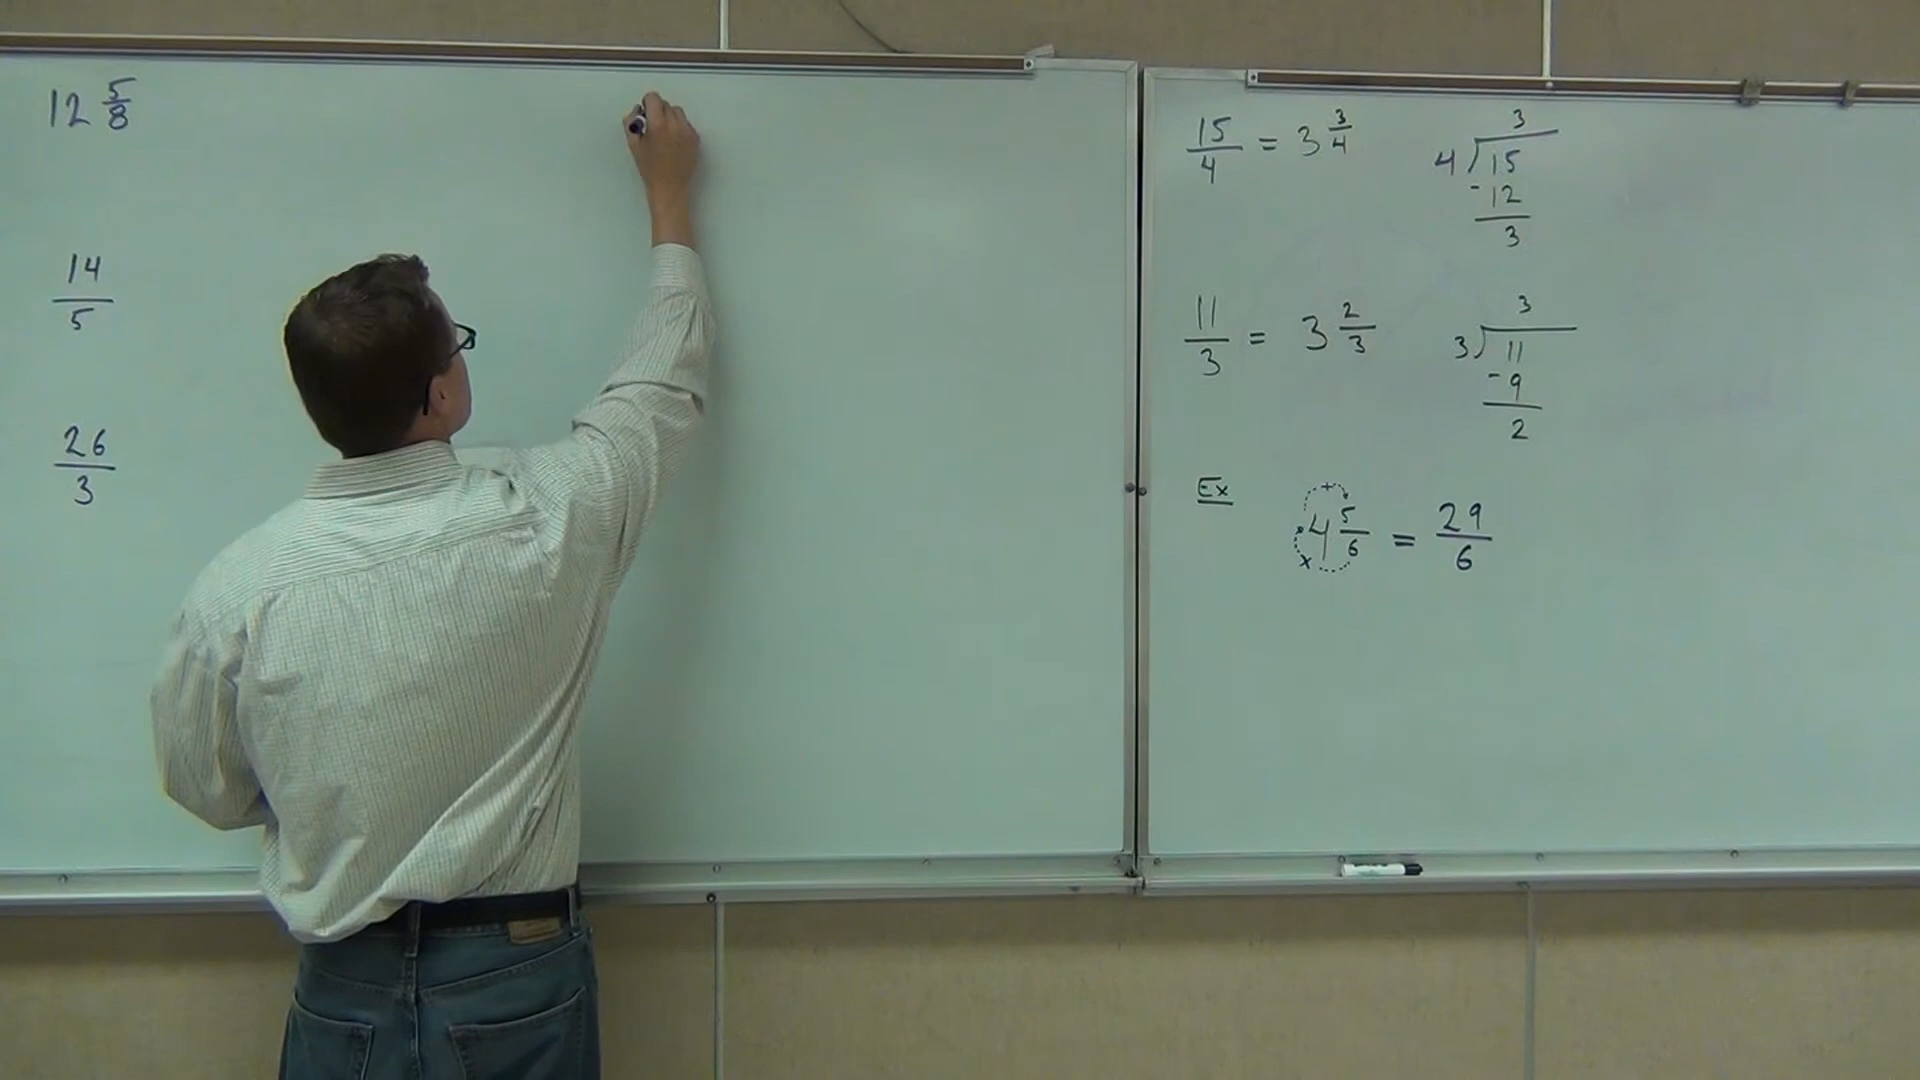 12 5/8
14/5
26/3
15/4 = 3 3/4
3
4 15
-12
3
11/3 = 3 2/3
3
3 11
-9
2
Ex
+
4 5/6 = 29/6
x